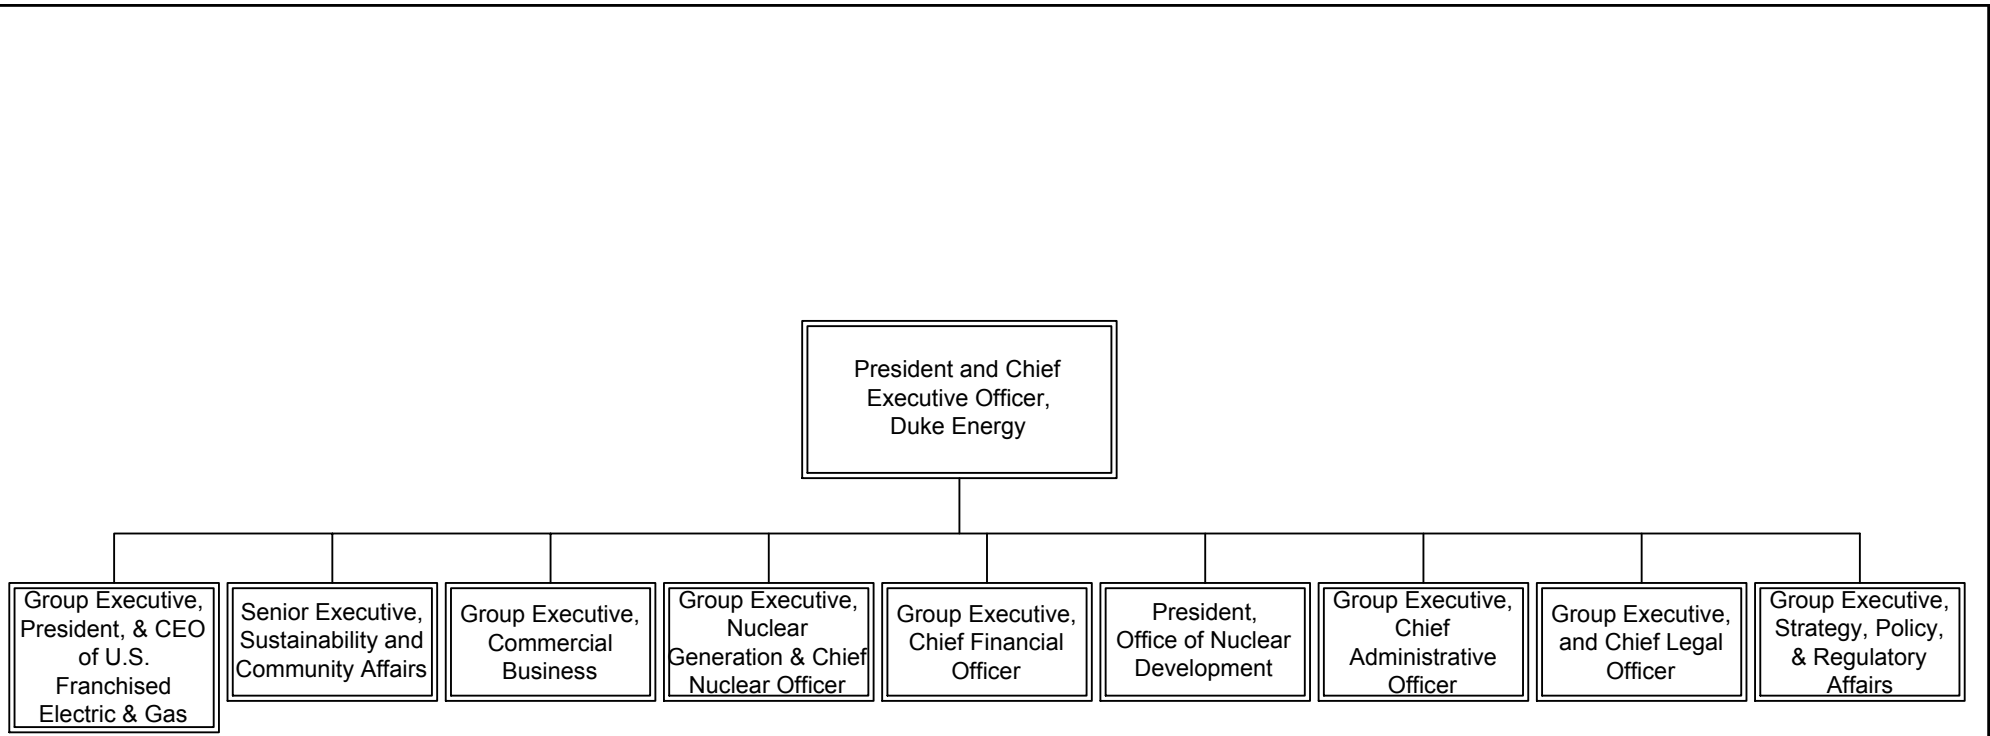 President and Chief
Executive Officer,
Duke Energy
Group Executive,
President, & CEO
of U.S.
Franchised
Electric & Gas
Senior Executive,
Sustainability and
Community Affairs
Group Executive,
Commercial
Business
Group Executive,
Nuclear
Generation & Chief
Nuclear Officer
Group Executive,
Chief Financial
Officer
President,
Office of Nuclear
Development
Group Executive,
Chief
Administrative
Officer
Group Executive,
and Chief Legal
Officer
Group Executive,
Strategy, Policy,
& Regulatory
Affairs